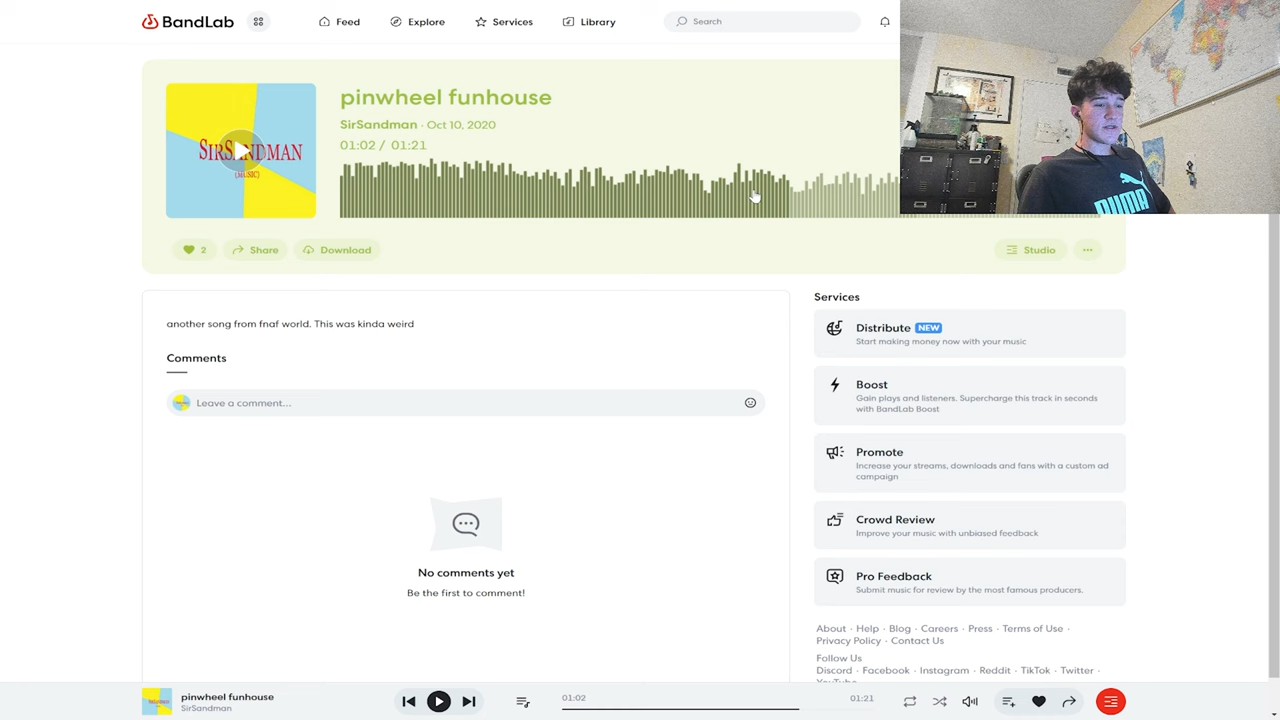 BandLab
Feed
Explore
Services
Library
Search
pinwheel funhouse
SirSandman · Oct 10, 2020
01:02 / 01:21
SIRSANDMAN
(MUSIC)
2
Share
Download
Studio
another song from fnaf world. This was kinda weird
Comments
Leave a comment...
No comments yet
Be the first to comment!
Services
Distribute NEW
Start making money now with your music
Boost
Gain plays and listeners. Supercharge this track in seconds
with BandLab Boost
Promote
Increase your streams, downloads and fans with a custom ad
campaign
Crowd Review
Improve your music with unbiased feedback
Pro Feedback
Submit music for review by the most famous producers.
About · Help · Blog · Careers · Press · Terms of Use ·
Privacy Policy · Contact Us
Follow Us
Discord · Facebook · Instagram · Reddit · TikTok · Twitter ·
YouTube
pinwheel funhouse
SirSandman
01:02
01:21
PUMA